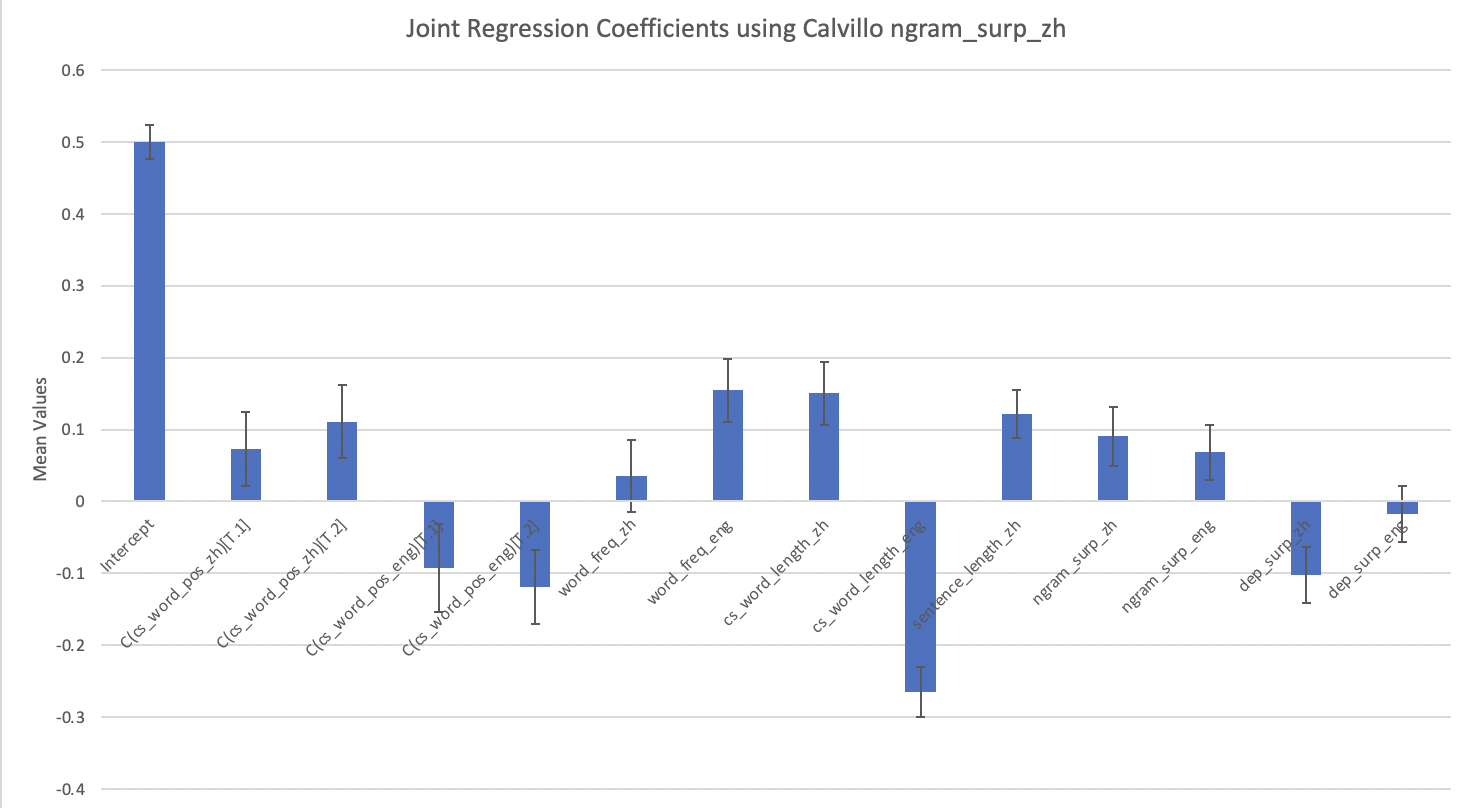 Joint Regression Coefficients using Calvillo ngram_surp_zh
Mean Values
0.6
0.5
0.4
0.3
0.2
0.1
0
-0.1
-0.2
-0.3
-0.4
Intercept
C(cs_word_pos_zh)[T.1]
C(cs_word_pos_zh)[T.2]
C(cs_word_pos_eng)[T.1]
C(cs_word_pos_eng)[T.2]
word_freq_zh
word_freq_eng
cs_word_length_zh
cs_word_length_eng
sentence_length_zh
ngram_surp_zh
ngram_surp_eng
dep_surp_zh
dep_surp_eng